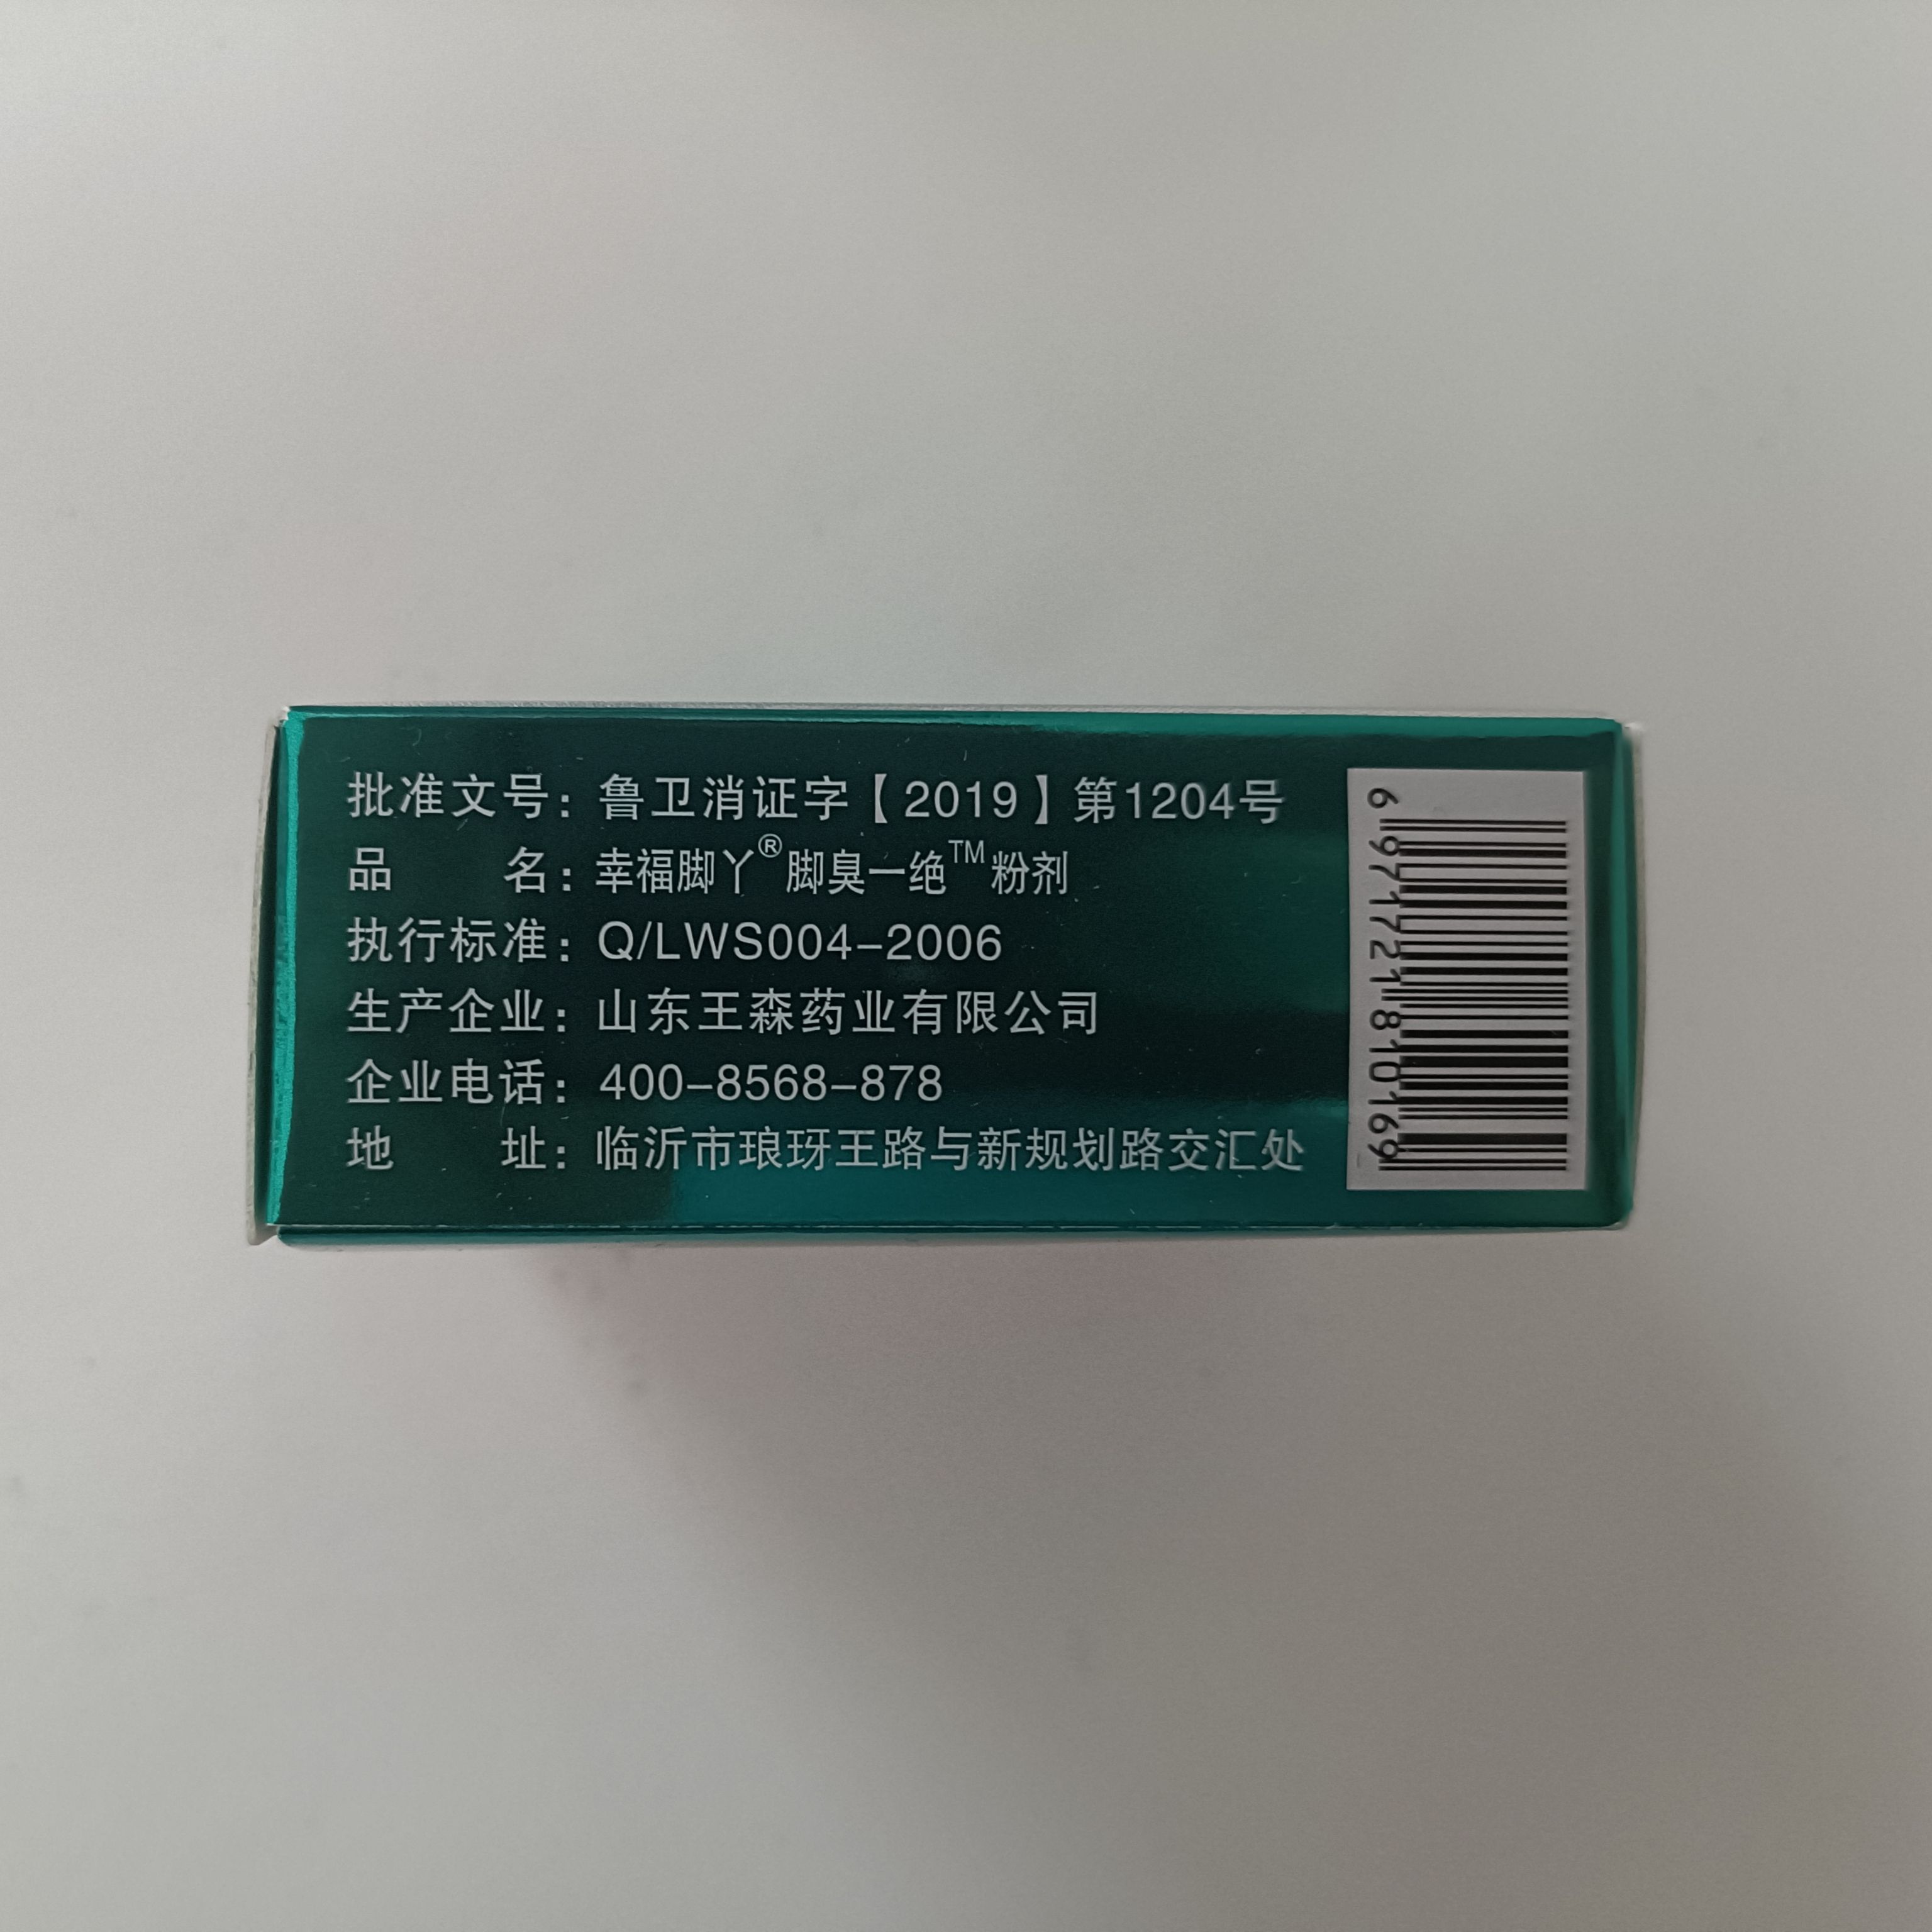 批准文号：鲁卫消证字【2019】第1204号
品 名：幸福脚丫®脚臭一绝™粉剂
执行标准：Q/LWS004-2006
生产企业：山东王森药业有限公司
企业电话：400-8568-878
地 址：临沂市琅玡王路与新规划路交汇处
6 971721 810169